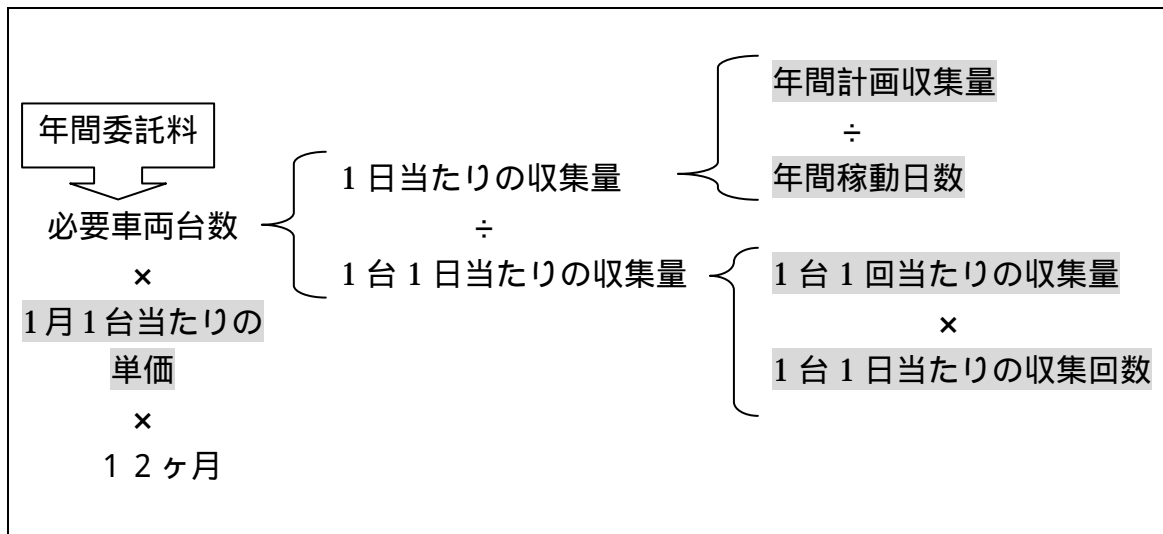 年間委託料
必要車両台数
×
1月1台当たりの
単価
×
12ヶ月
1日当たりの収集量
÷
1台1日当たりの収集量
年間計画収集量
÷
年間稼動日数
1台1回当たりの収集量
×
1台1日当たりの収集回数